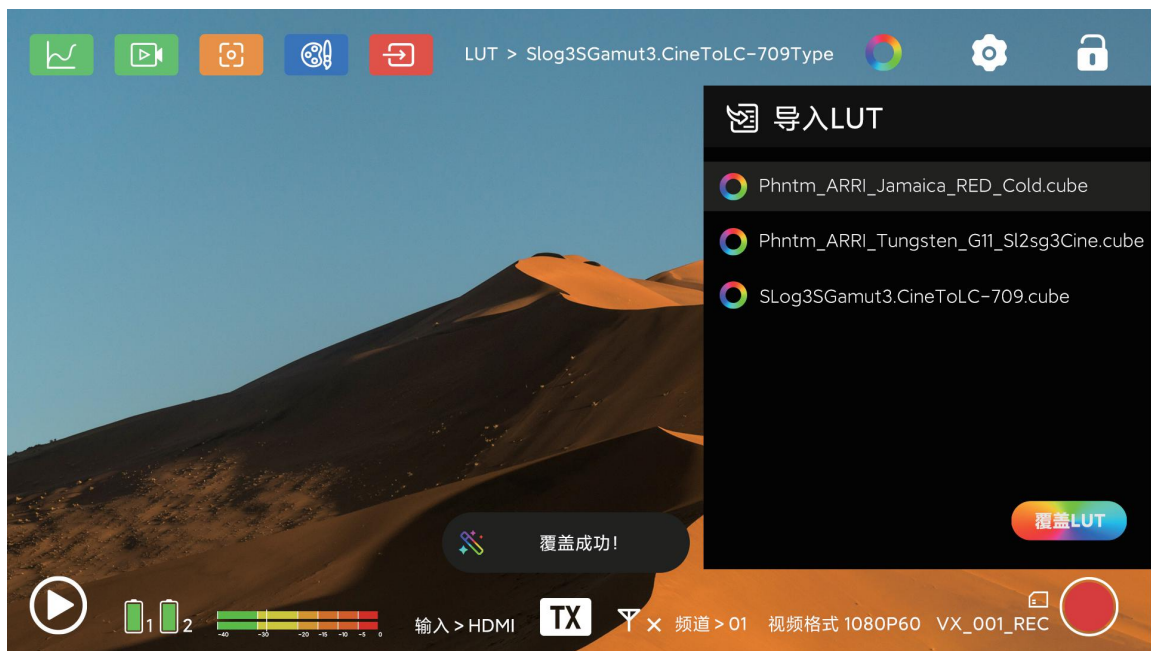 LUT > Slog3SGamut3.CineToLC-709Type
导入LUT
Phntm_ARRI_Jamaica_RED_Cold.cube
Phntm_ARRI_Tungsten_G11_Sl2sg3Cine.cube
SLog3SGamut3.CineToLC-709.cube
覆盖LUT
覆盖成功!
1 2
-40 -30 -20 -15 -10 -5 0
输入 > HDMI
TX
频道 > 01
视频格式 1080P60
VX_001_REC